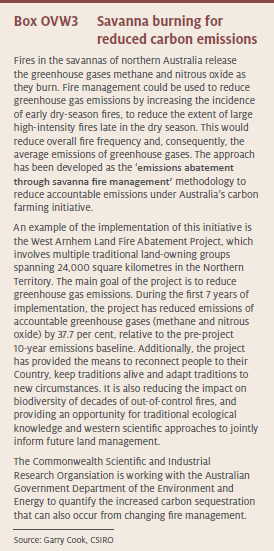 Box OVW3 Savanna burning for
reduced carbon emissions
Fires in the savannas of northern Australia release
the greenhouse gases methane and nitrous oxide as
they burn. Fire management could be used to reduce
greenhouse gas emissions by increasing the incidence
of early dry-season fires, to reduce the extent of large
high-intensity fires late in the dry season. This would
reduce overall fire frequency and, consequently, the
average emissions of greenhouse gases. The approach
has been developed as the ‘emissions abatement
through savanna fire management’ methodology to
reduce accountable emissions under Australia’s carbon
farming initiative.
An example of the implementation of this initiative is
the West Arnhem Land Fire Abatement Project, which
involves multiple traditional land-owning groups
spanning 24,000 square kilometres in the Northern
Territory. The main goal of the project is to reduce
greenhouse gas emissions. During the first 7 years of
implementation, the project has reduced emissions of
accountable greenhouse gases (methane and nitrous
oxide) by 37.7 per cent, relative to the pre-project
10-year emissions baseline. Additionally, the project
has provided the means to reconnect people to their
Country, keep traditions alive and adapt traditions to
new circumstances. It is also reducing the impact on
biodiversity of decades of out-of-control fires, and
providing an opportunity for traditional ecological
knowledge and western scientific approaches to jointly
inform future land management.
The Commonwealth Scientific and Industrial
Research Organsiation is working with the Australian
Government Department of the Environment and
Energy to quantify the increased carbon sequestration
that can also occur from changing fire management.
Source: Garry Cook, CSIRO